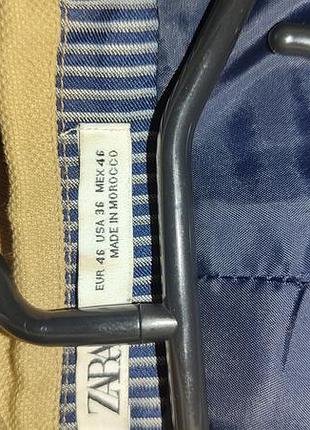 EUR 46 USA 36 MEX 46
MADE IN MOROCCO
ZARA